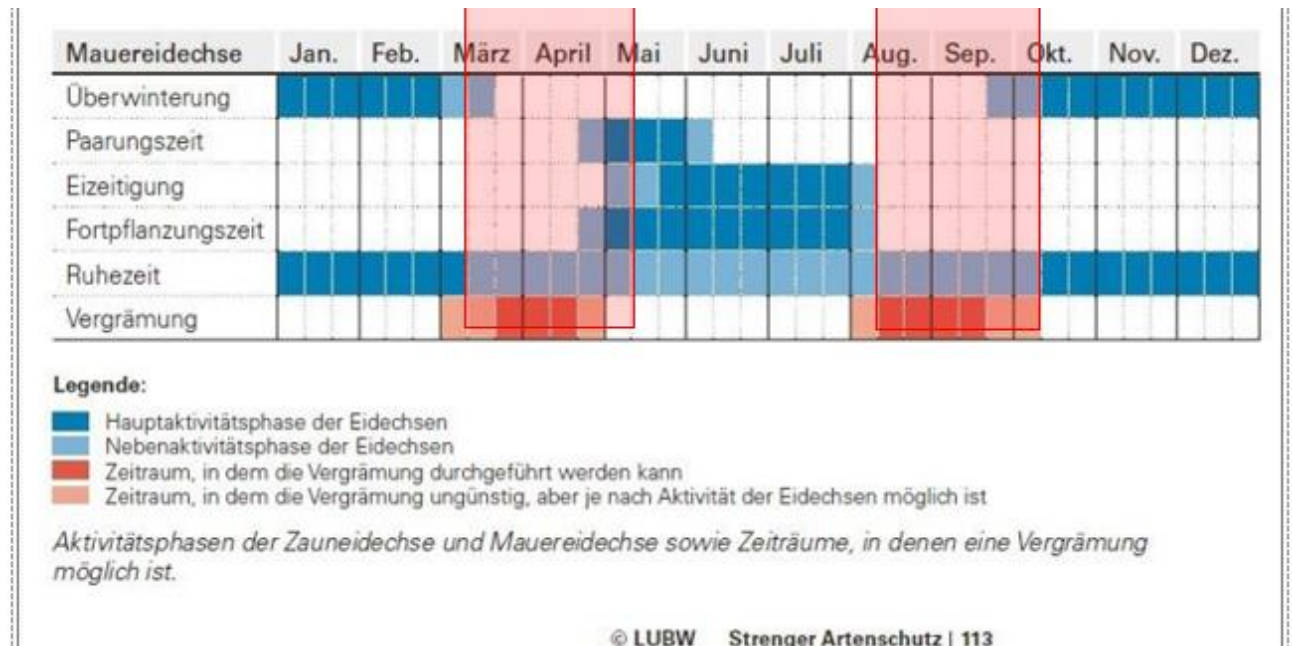 Mauereidechse Jan. Feb. März April Mai Juni Juli Aug. Sep. Okt. Nov. Dez.
Überwinterung
Paarungszeit
Eizeitigung
Fortpflanzungszeit
Ruhezeit
Vergrämung
Legende:
Hauptaktivitätsphase der Eidechsen
Nebenaktivitätsphase der Eidechsen
Zeitraum, in dem die Vergrämung durchgeführt werden kann
Zeitraum, in dem die Vergrämung ungünstig, aber je nach Aktivität der Eidechsen möglich ist
Aktivitätsphasen der Zauneidechse und Mauereidechse sowie Zeiträume, in denen eine Vergrämung
möglich ist.
© LUBW Strenger Artenschutz | 113